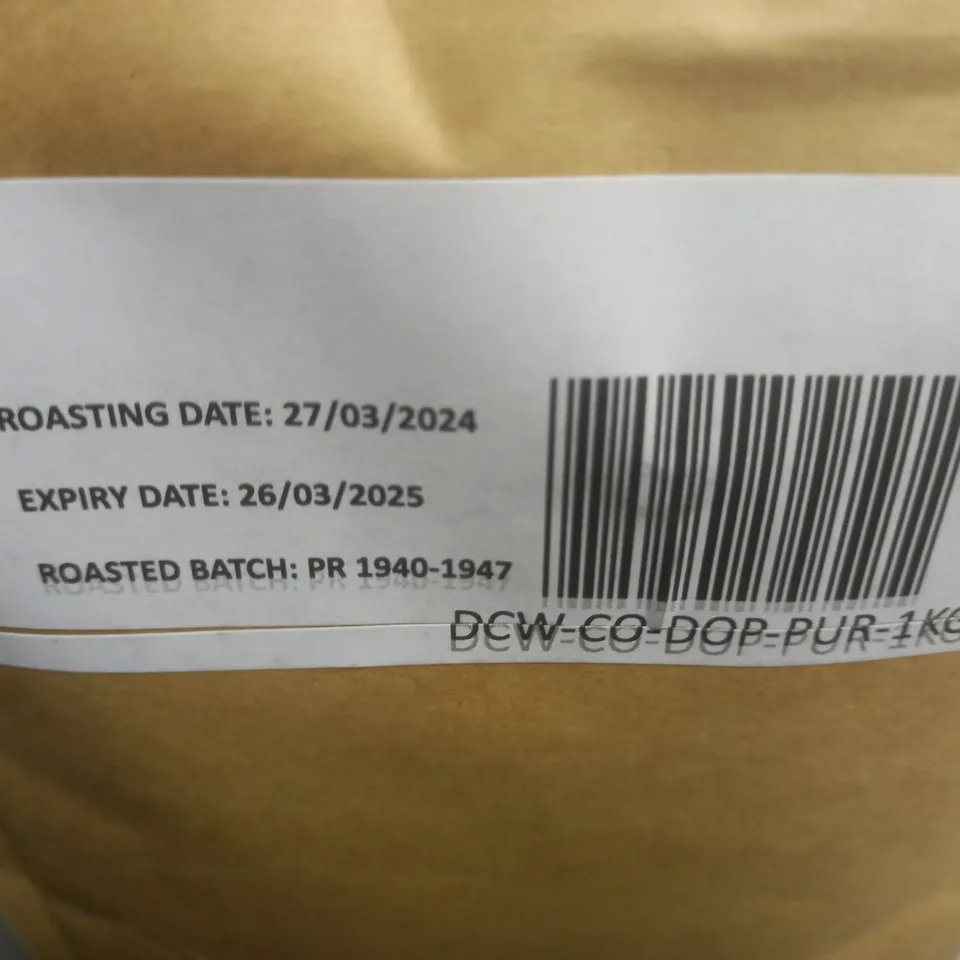 ROASTING DATE: 27/03/2024
EXPIRY DATE: 26/03/2025
ROASTED BATCH: PR 1940-1947
DCW-CO-DOP-PUR-1KG